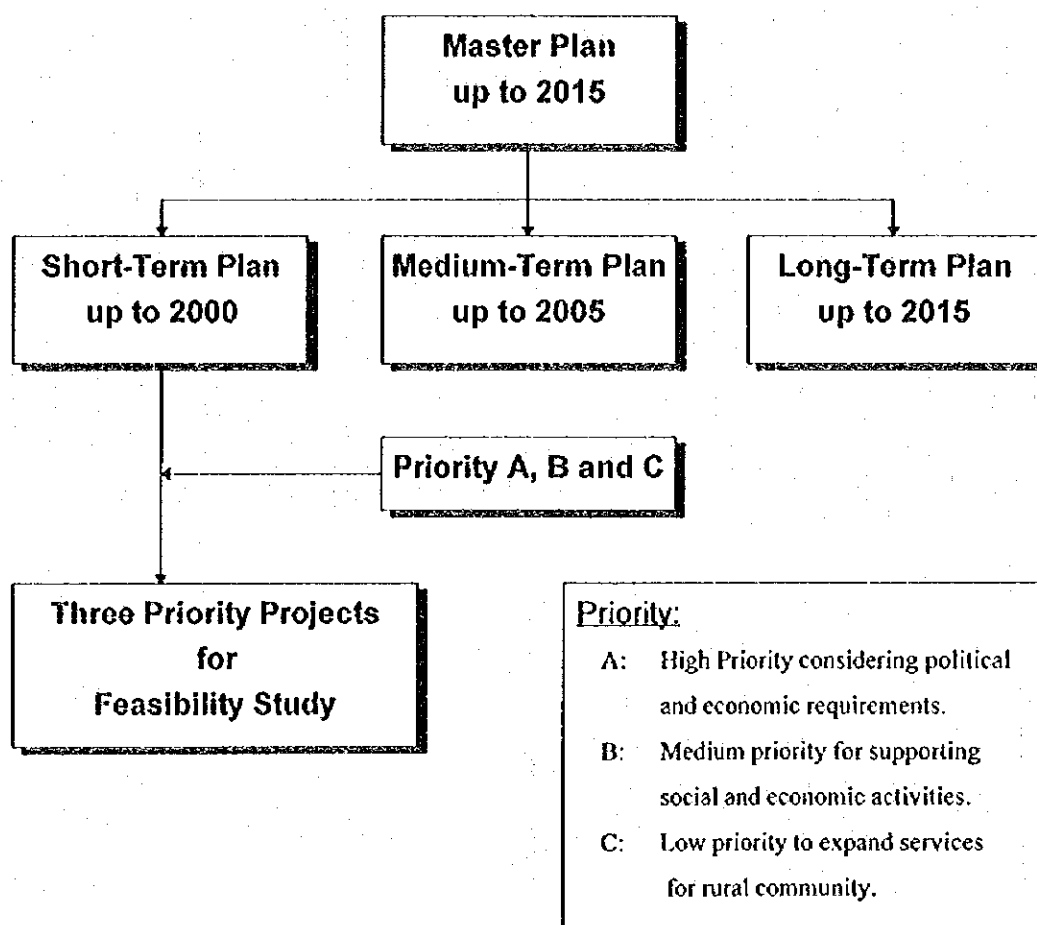 Master Plan
up to 2015
Short-Term Plan
up to 2000
Medium-Term Plan
up to 2005
Long-Term Plan
up to 2015
Priority A, B and C
Three Priority Projects
for
Feasibility Study
Priority:
A: High Priority considering political
and economic requirements.
B: Medium priority for supporting
social and economic activities.
C: Low priority to expand services
for rural community.